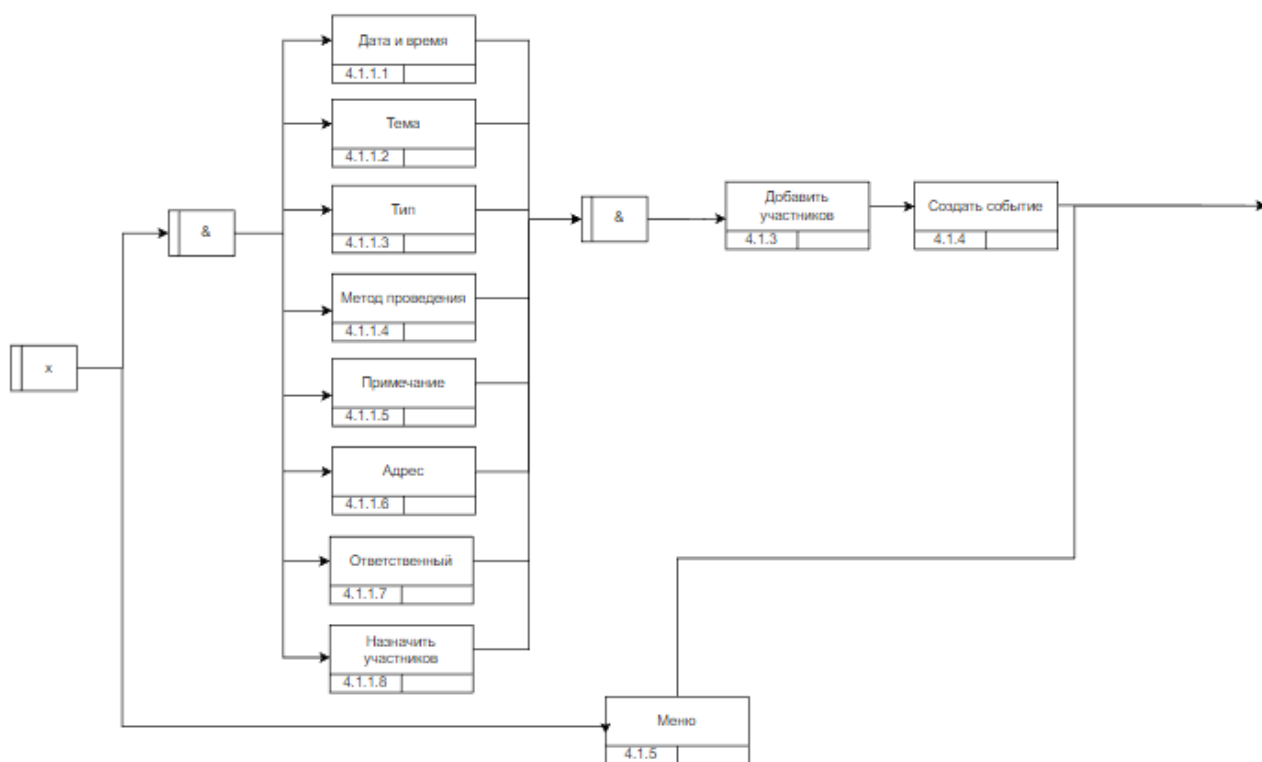 Дата и время
4.1.1.1
Тема
4.1.1.2
Тип
4.1.1.3
Метод проведения
4.1.1.4
Примечание
4.1.1.5
Адрес
4.1.1.6
Ответственный
4.1.1.7
Назначить
участников
4.1.1.8
x
&
&
Добавить
участников
4.1.3
Создать событие
4.1.4
Меню
4.1.5